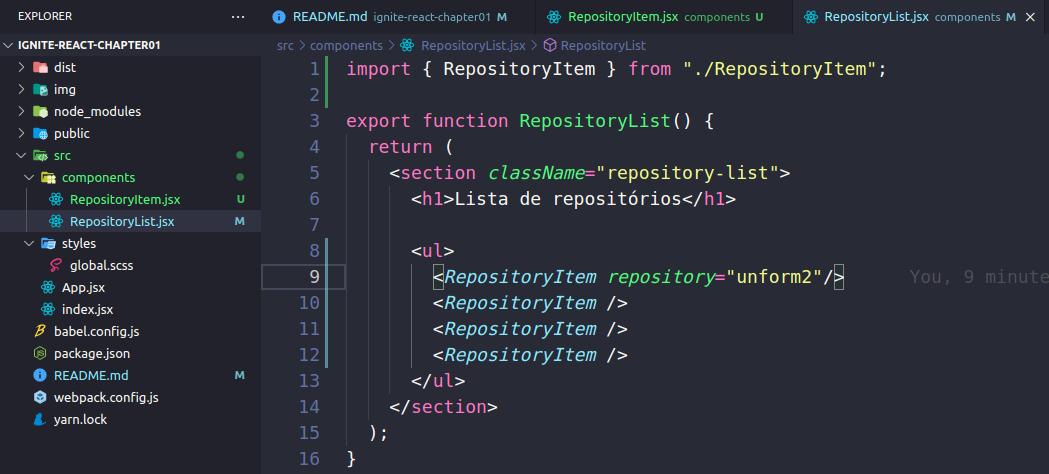 EXPLORER ...
README.md ignite-react-chapter01 M RepositoryItem.jsx components U RepositoryList.jsx components M
IGNITE-REACT-CHAPTER01
dist
img
node_modules
public
src
components
RepositoryItem.jsx U
RepositoryList.jsx M
styles
global.scss
App.jsx
index.jsx
babel.config.js
package.json
README.md M
webpack.config.js
yarn.lock
src > components > RepositoryList.jsx > RepositoryList
1 import { RepositoryItem } from "./RepositoryItem";
2
3 export function RepositoryList() {
4 return (
5 <section className="repository-list">
6 <h1>Lista de repositórios</h1>
7
8 <ul>
9 <RepositoryItem repository="unform2"/> You, 9 minute
10 <RepositoryItem />
11 <RepositoryItem />
12 <RepositoryItem />
13 </ul>
14 </section>
15 );
16 }